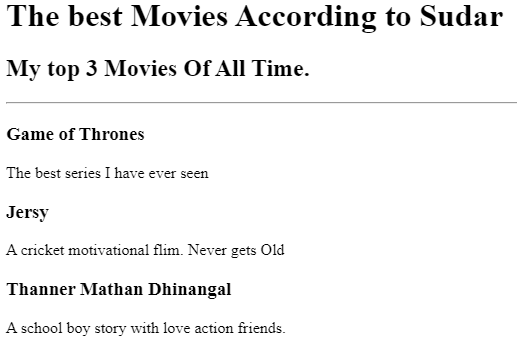 The best Movies According to Sudar
My top 3 Movies Of All Time.
Game of Thrones
The best series I have ever seen
Jersy
A cricket motivational flim. Never gets Old
Thanner Mathan Dhinangal
A school boy story with love action friends.